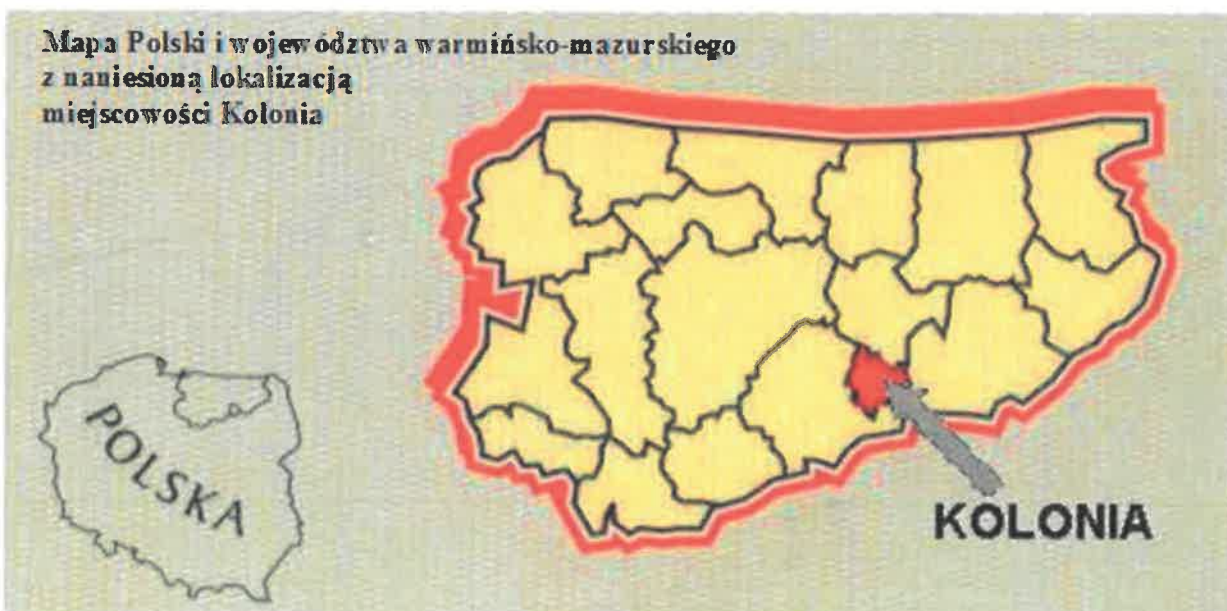 Mapa Polski i województwa warmińsko-mazurskiego
z naniesioną lokalizacją
miejscowości Kolonia
POLSKA
KOLONIA